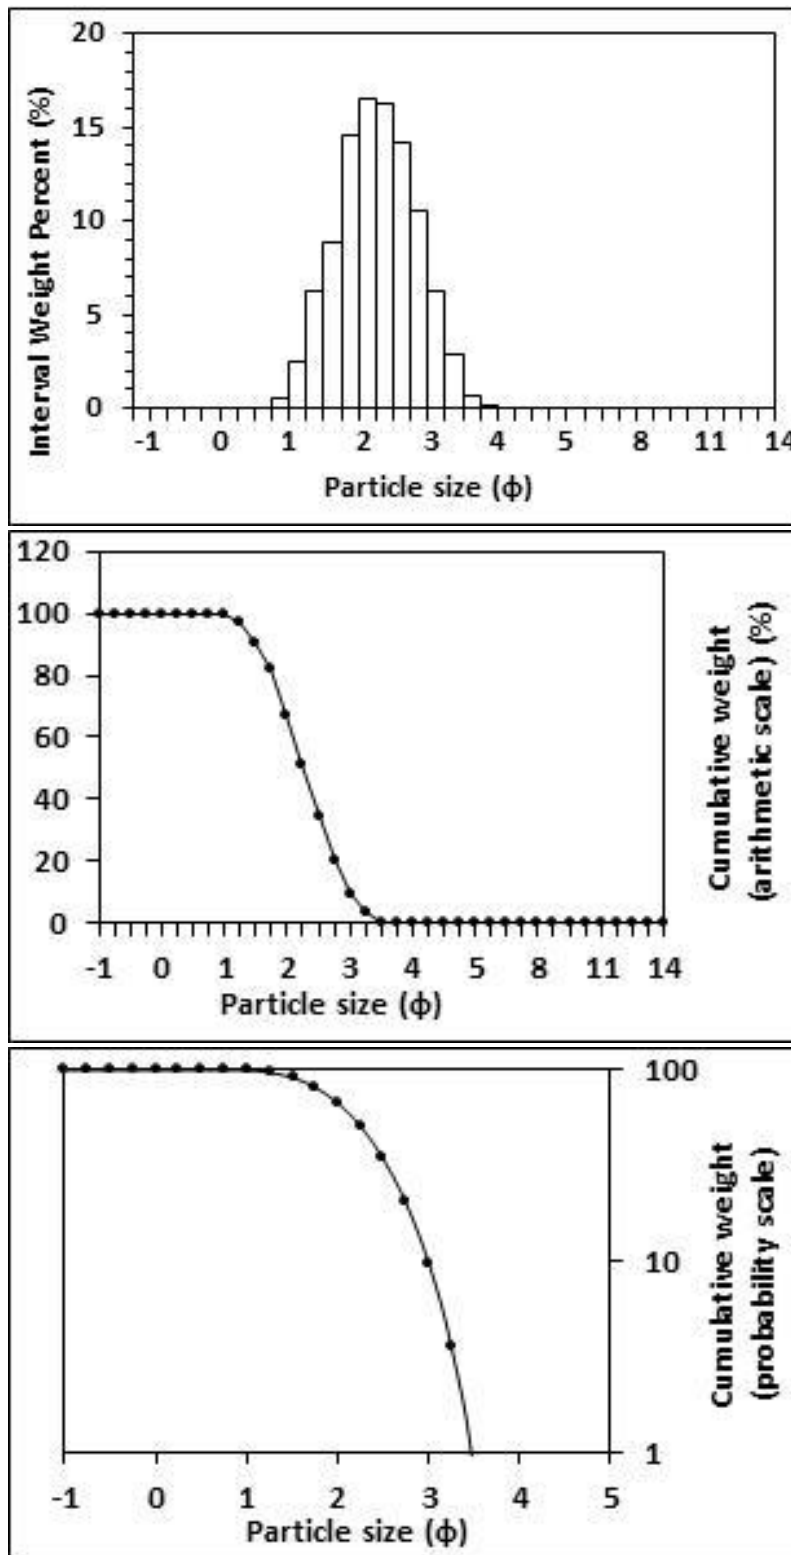 20
15
10
5
0
Interval Weight Percent (%)
-1 0 1 2 3 4 5 8 11 14
Particle size (ф)
120
100
80
60
40
20
0
-1 0 1 2 3 4 5 8 11 14
Particle size (ф)
Cumulative weight
(arithmetic scale) (%)
100
10
1
-1 0 1 2 3 4 5
Particle size (ф)
Cumulative weight
(probability scale)